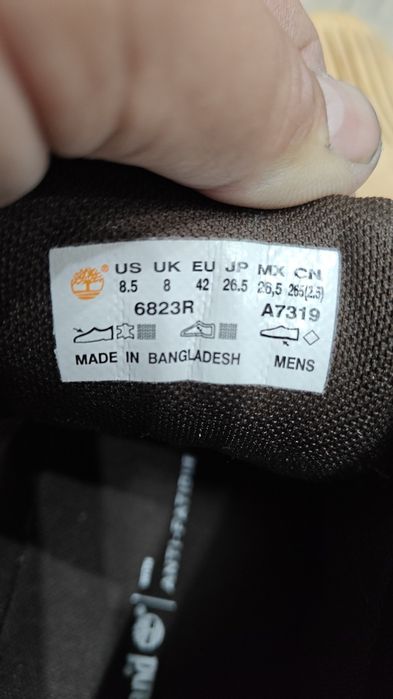 US UK EU JP MX CN
8.5 8 42 26.5 26,5 265(2.5)
6823R A7319
MADE IN BANGLADESH MENS
ANTI-FATIGUE